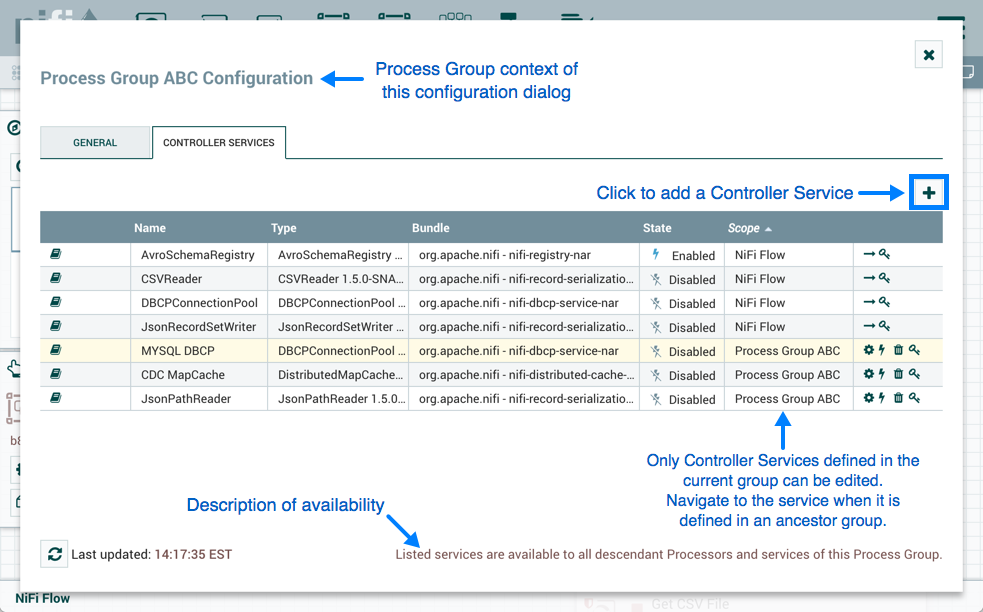 nifi
Process Group ABC Configuration
Process Group context of
this configuration dialog
GENERAL
CONTROLLER SERVICES
Click to add a Controller Service
Name Type Bundle State Scope
AvroSchemaRegistry AvroSchemaRegistry ... org.apache.nifi - nifi-registry-nar Enabled NiFi Flow
CSVReader CSVReader 1.5.0-SNA... org.apache.nifi - nifi-record-serializatio... Disabled NiFi Flow
DBCPConnectionPool DBCPConnectionPool ... org.apache.nifi - nifi-dbcp-service-nar Disabled NiFi Flow
JsonRecordSetWriter JsonRecordSetWriter ... org.apache.nifi - nifi-record-serializatio... Disabled NiFi Flow
MYSQL DBCP DBCPConnectionPool ... org.apache.nifi - nifi-dbcp-service-nar Disabled Process Group ABC
CDC MapCache DistributedMapCache... org.apache.nifi - nifi-distributed-cache-... Disabled Process Group ABC
JsonPathReader JsonPathReader 1.5.0... org.apache.nifi - nifi-record-serializatio... Disabled Process Group ABC
Only Controller Services defined in the
current group can be edited.
Navigate to the service when it is
defined in an ancestor group.
Description of availability
Last updated: 14:17:35 EST
Listed services are available to all descendant Processors and services of this Process Group.
NiFi Flow
Get CSV File